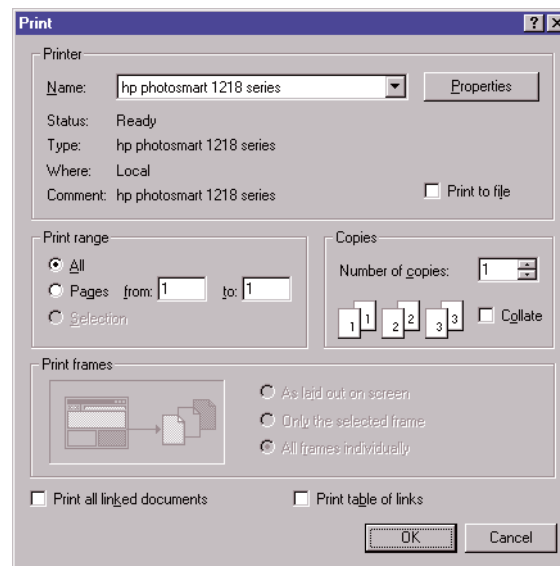 Print
Printer
Name: hp photosmart 1218 series Properties
Status: Ready
Type: hp photosmart 1218 series
Where: Local
Comment: hp photosmart 1218 series Print to file
Print range
All
Pages from: 1 to: 1
Selection
Copies
Number of copies: 1
1 1 2 2 3 3 Collate
Print frames
As laid out on screen
Only the selected frame
All frames individually
Print all linked documents Print table of links
OK Cancel